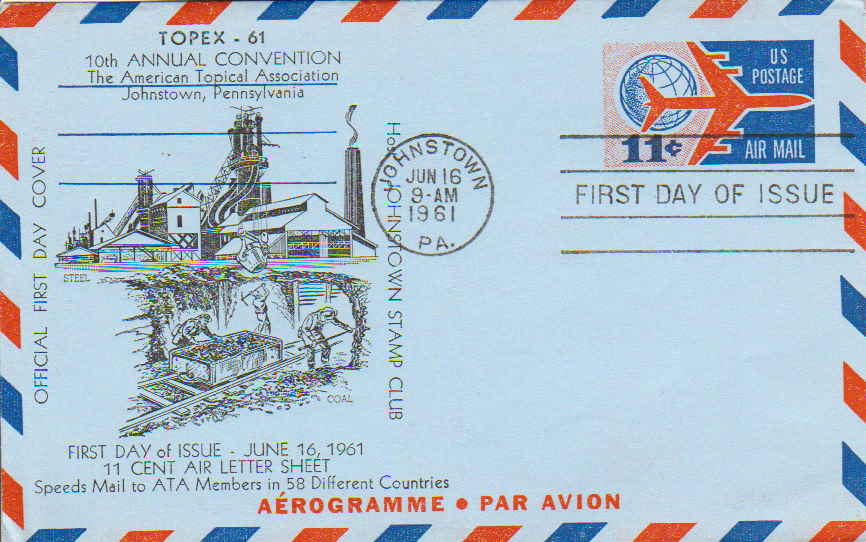 TOPEX - 61
10th ANNUAL CONVENTION
The American Topical Association
Johnstown, Pennsylvania
OFFICIAL FIRST DAY COVER
Host JOHNSTOWN STAMP CLUB
STEEL
COAL
FIRST DAY of ISSUE - JUNE 16, 1961
11 CENT AIR LETTER SHEET
Speeds Mail to ATA Members in 58 Different Countries
JOHNSTOWN
JUN 16
9-AM
1961
PA.
US
POSTAGE
11¢
AIR MAIL
FIRST DAY OF ISSUE
AÉROGRAMME • PAR AVION